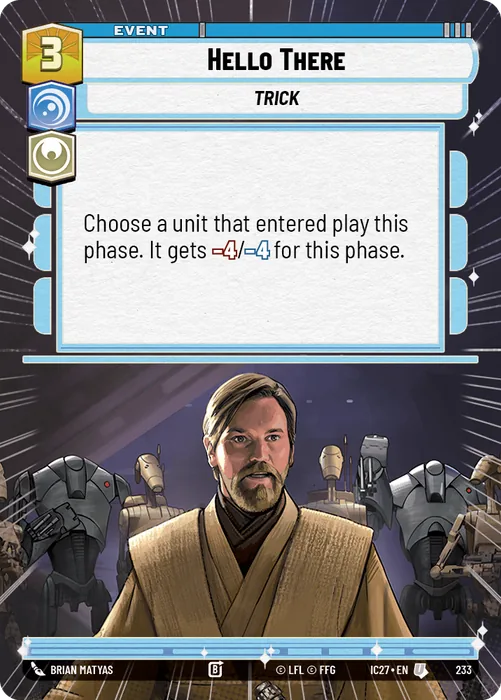 EVENT
3
HELLO THERE
TRICK
Choose a unit that entered play this
phase. It gets -4/-4 for this phase.
BRIAN MATYAS
B
© LFL © FFG
IC27 • EN
233